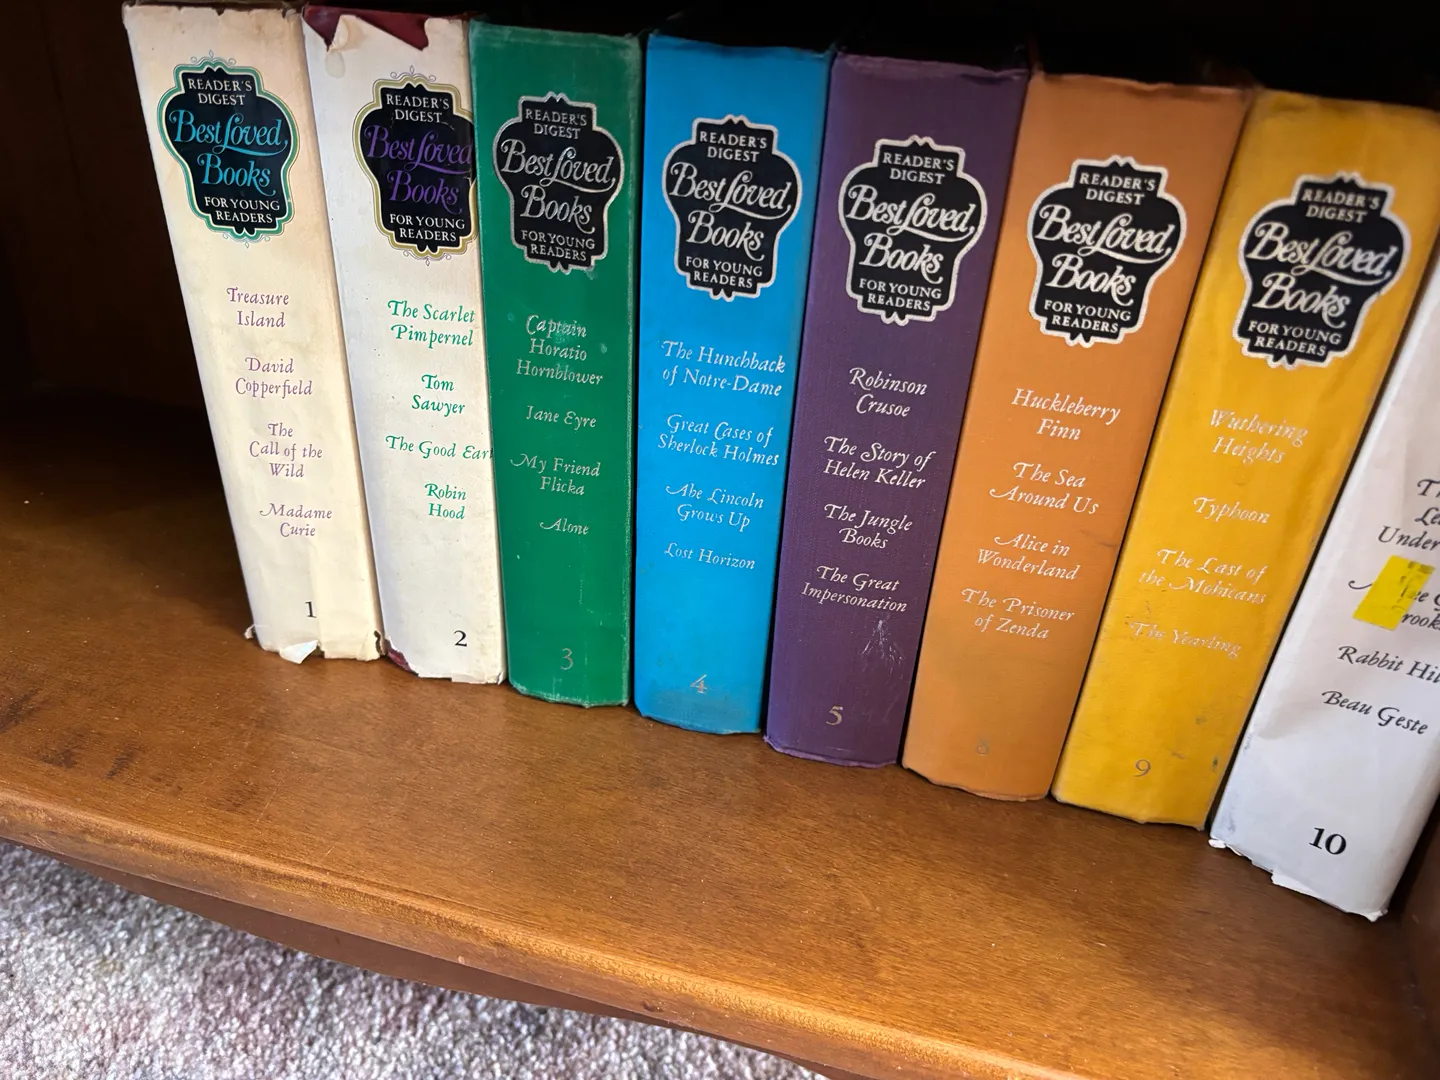 READER'S
DIGEST
Best Loved
Books
FOR YOUNG
READERS
Treasure
Island
David
Copperfield
The
Call of the
Wild
Madame
Curie
1
READER'S
DIGEST
Best Loved
Books
FOR YOUNG
READERS
The Scarlet
Pimpernel
Tom
Sawyer
The Good Eart
Robin
Hood
2
READER'S
DIGEST
Best Loved
Books
FOR YOUNG
READERS
Captain
Horatio
Hornblower
Jane Eyre
My Friend
Flicka
Alone
3
READER'S
DIGEST
Best Loved
Books
FOR YOUNG
READERS
The Hunchback
of Notre-Dame
Great Cases of
Sherlock Holmes
Abe Lincoln
Grows Up
Lost Horizon
4
READER'S
DIGEST
Best Loved
Books
FOR YOUNG
READERS
Robinson
Crusoe
The Story of
Helen Keller
The Jungle
Books
The Great
Impersonation
5
READER'S
DIGEST
Best Loved
Books
FOR YOUNG
READERS
Huckleberry
Finn
The Sea
Around Us
Alice in
Wonderland
The Prisoner
of Zenda
8
READER'S
DIGEST
Best Loved
Books
FOR YOUNG
READERS
Wuthering
Heights
Typhoon
The Last of
the Mohicans
The Yearling
9
Under
Rabbit Hil
Beau Geste
10